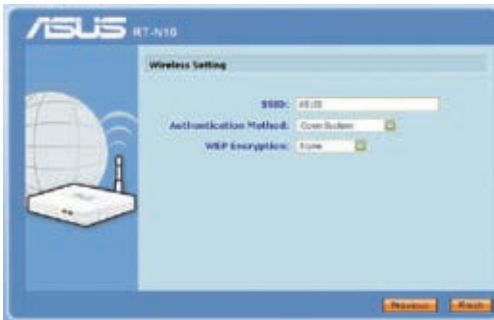 ASUS RT-N10
Wireless Setting
SSID: ASUS
Authentication Method: Open System
WEP Encryption: None
Previous Finish